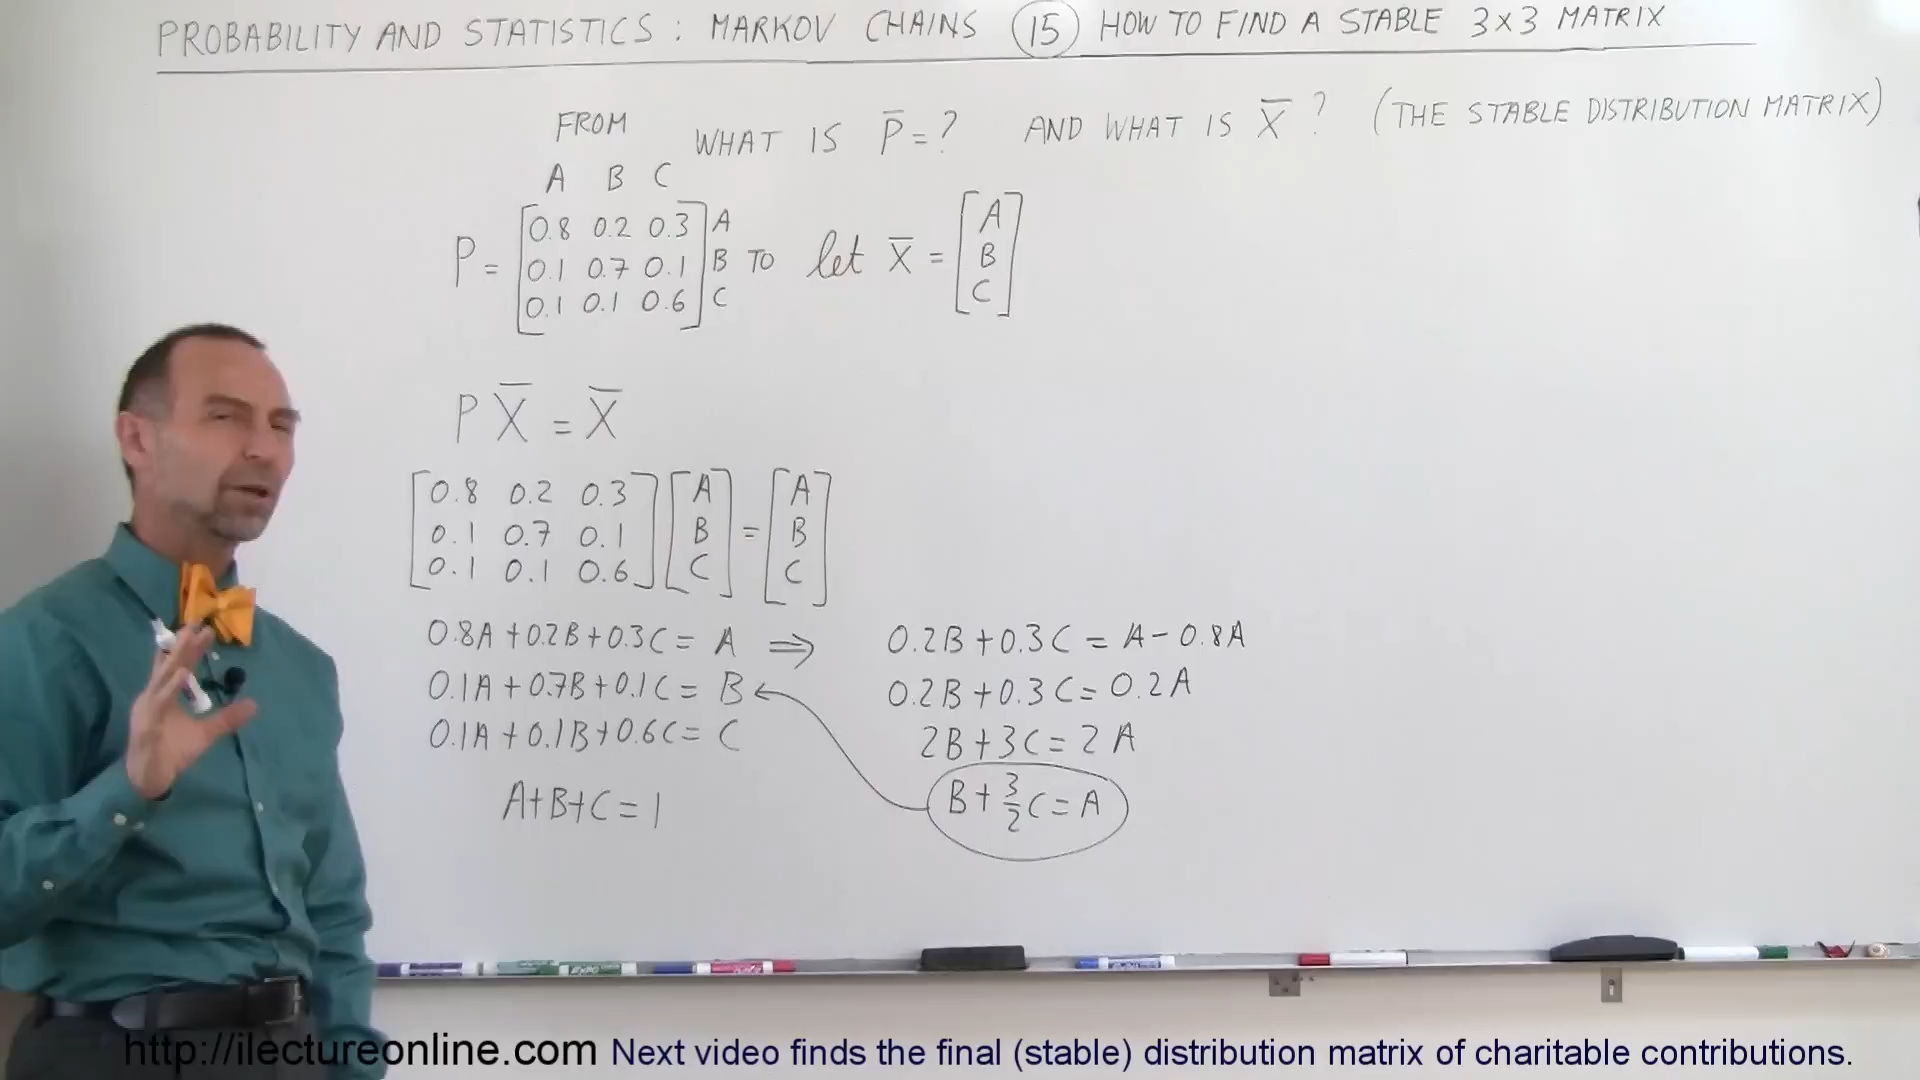 PROBABILITY AND STATISTICS : MARKOV CHAINS 15 HOW TO FIND A STABLE 3x3 MATRIX
FROM WHAT IS P̄ = ? AND WHAT IS X̄ ? (THE STABLE DISTRIBUTION MATRIX)
A B C
P = [0.8 0.2 0.3] A
[0.1 0.7 0.1] B TO let X̄ = [A B C]
[0.1 0.1 0.6] C
P X̄ = X̄
[0.8 0.2 0.3] [A] [A]
[0.1 0.7 0.1] [B] = [B]
[0.1 0.1 0.6] [C] [C]
0.8A + 0.2B + 0.3C = A ⇒ 0.2B + 0.3C = A - 0.8A
0.1A + 0.7B + 0.1C = B 0.2B + 0.3C = 0.2A
0.1A + 0.1B + 0.6C = C 2B + 3C = 2A
A+B+C = 1 B + 3/2 C = A
EXPO
http://ilectureonline.com Next video finds the final (stable) distribution matrix of charitable contributions.